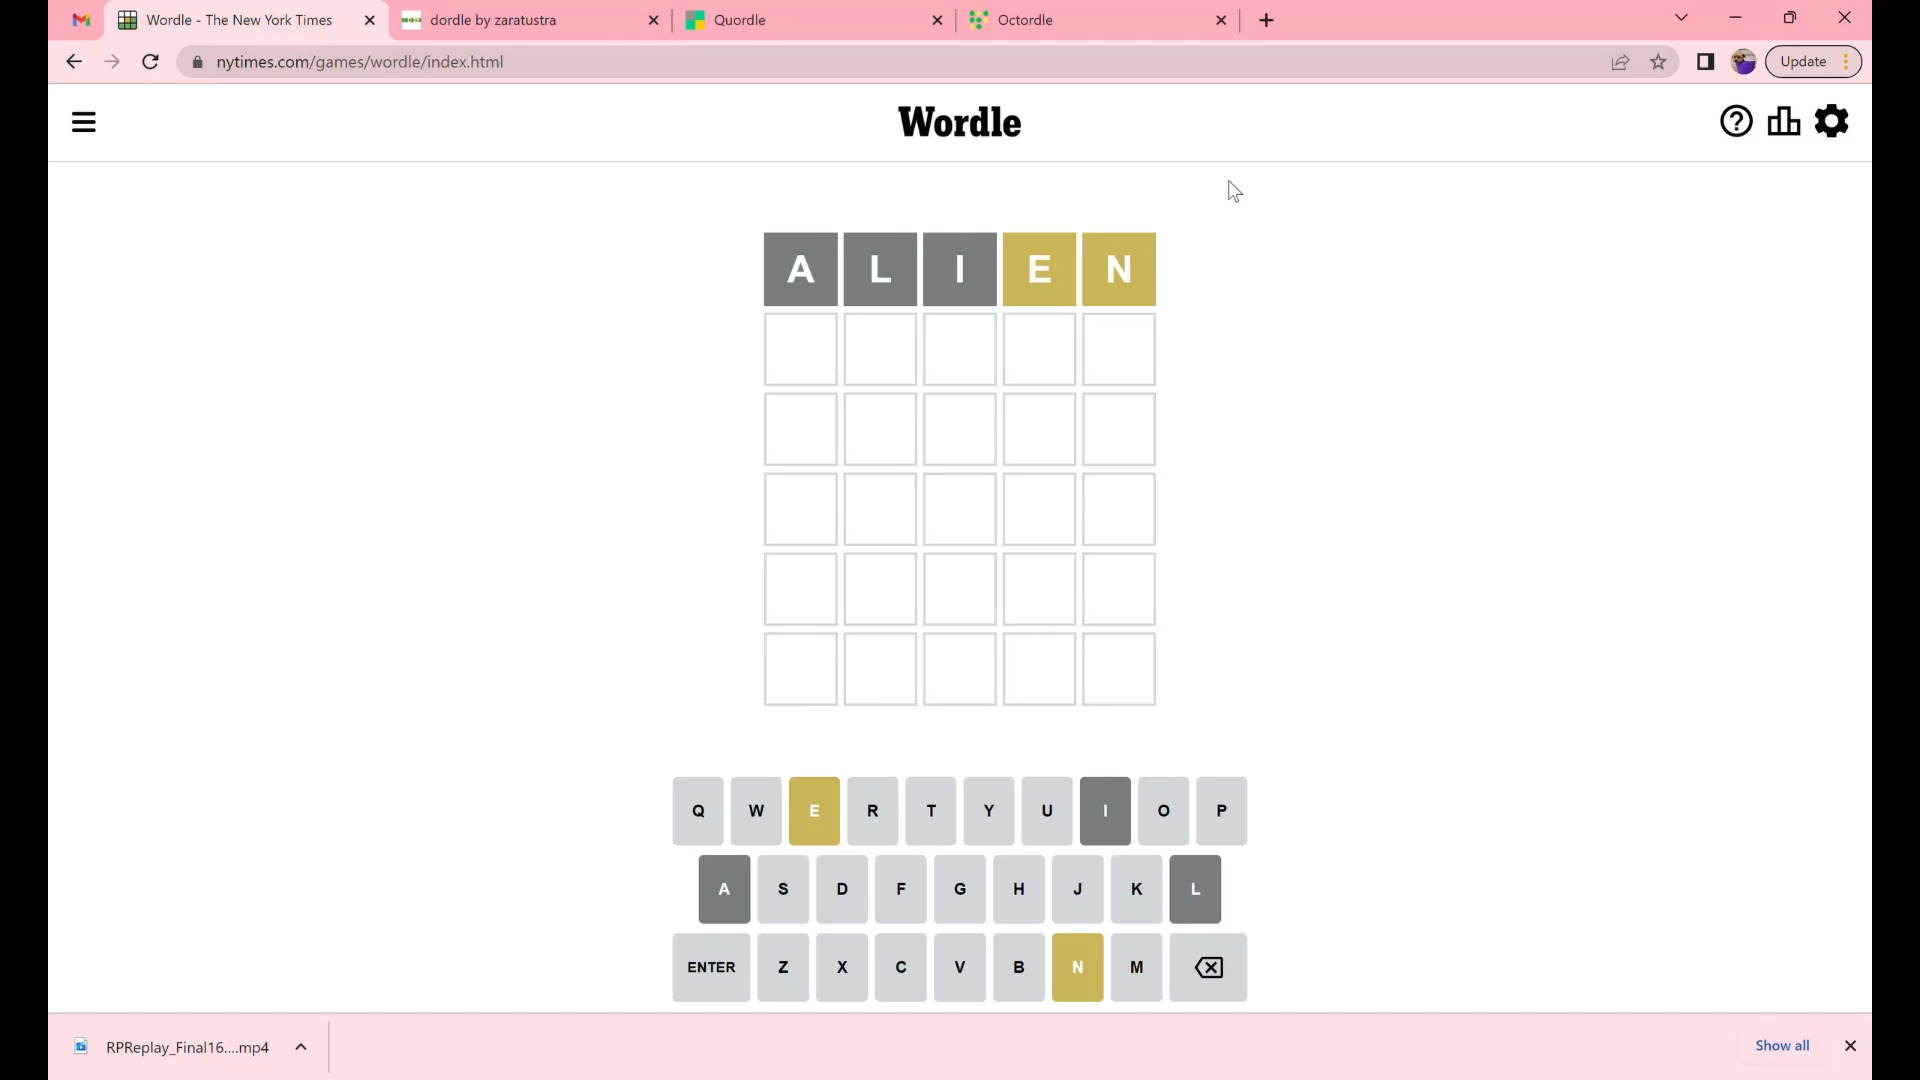 Wordle - The New York Times
dordle by zaratustra
Quordle
Octordle
nytimes.com/games/wordle/index.html
Update
Wordle
A L I E N
Q W E R T Y U I O P
A S D F G H J K L
ENTER Z X C V B N M
RPReplay_Final16....mp4
Show all